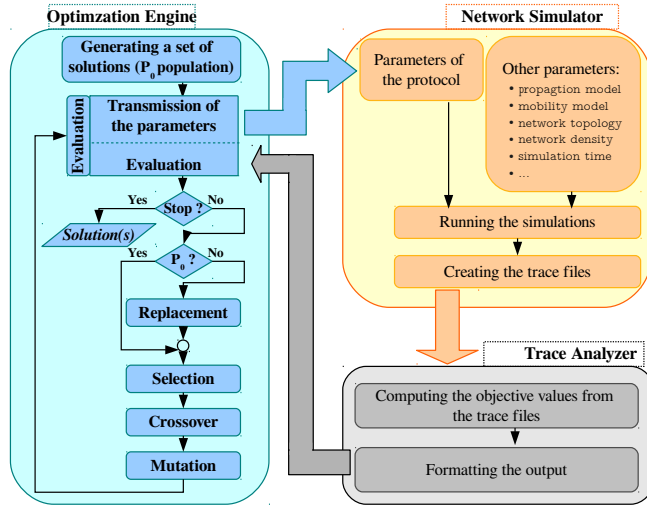 Optimzation Engine
Generating a set of
solutions (P0 population)
Evaluation
Transmission of
the parameters
Evaluation
Yes
Stop ?
No
Solution(s)
Yes
P0 ?
No
Replacement
Selection
Crossover
Mutation
Network Simulator
Parameters
of the
protocol
Other parameters:
• propagtion model
• mobility model
• network topology
• network density
• simulation time
• ...
Running the simulations
Creating the trace files
Trace Analyzer
Computing the objective values from
the trace files
Formatting the output